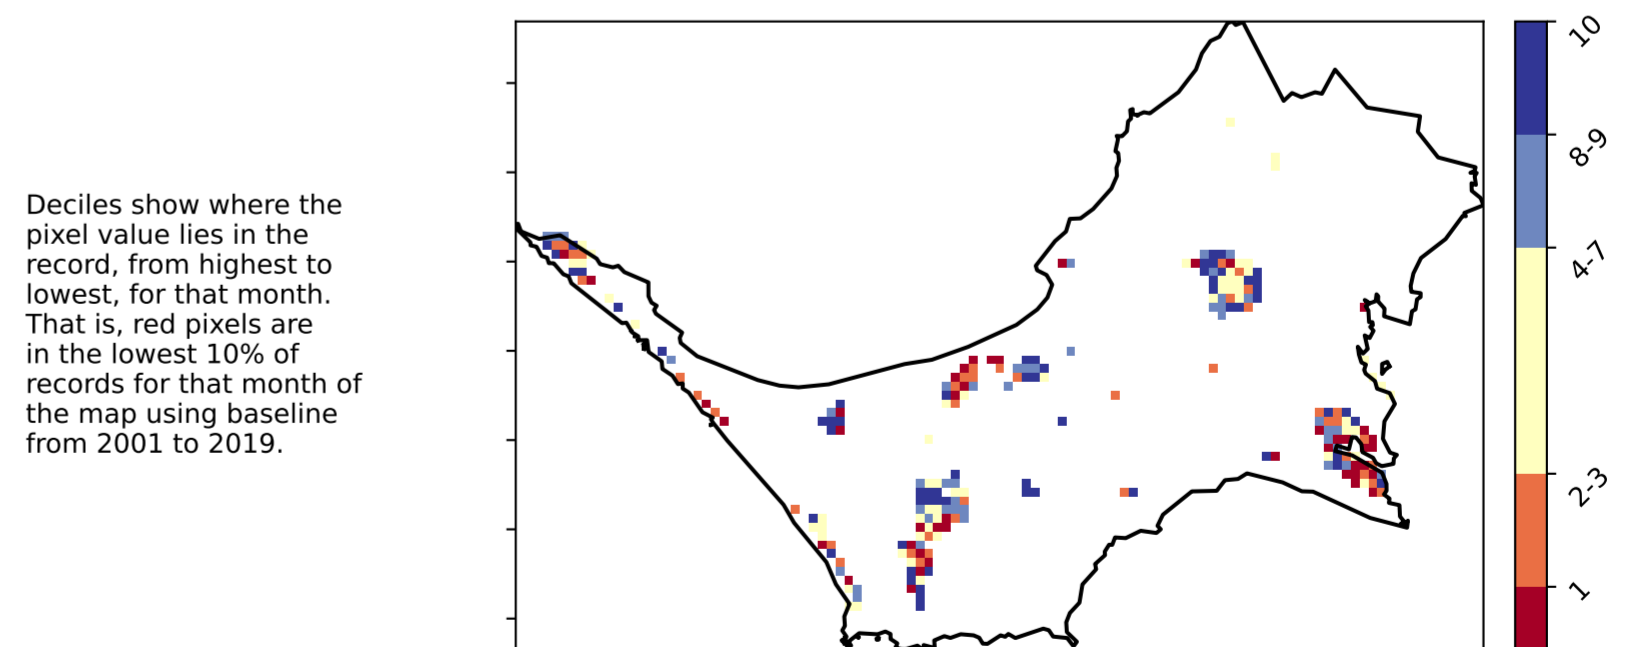 Deciles show where the
pixel value lies in the
record, from highest to
lowest, for that month.
That is, red pixels are
in the lowest 10% of
records for that month of
the map using baseline
from 2001 to 2019.
10
8-9
4-7
2-3
1